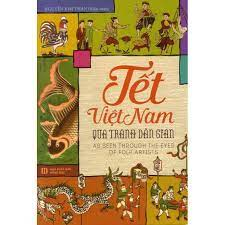 Tết
Việt Nam
QUA TRANH DÂN GIAN
AS SEEN THROUGH THE EYES
OF FOLK ARTISTS